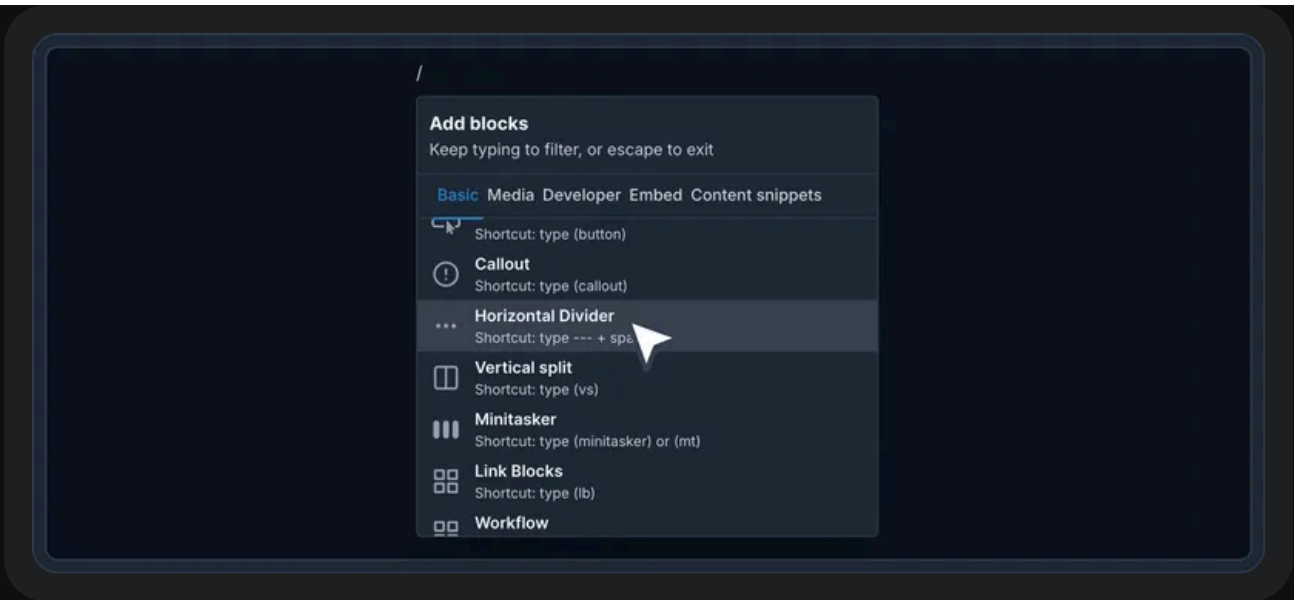 /
Add blocks
Keep typing to filter, or escape to exit
Basic Media Developer Embed Content snippets
Shortcut: type (button)
Callout
Shortcut: type (callout)
Horizontal Divider
Shortcut: type --- +
Vertical split
Shortcut: type (vs)
Minitasker
Shortcut: type (minitasker) or (mt)
Link Blocks
Shortcut: type (lb)
Workflow